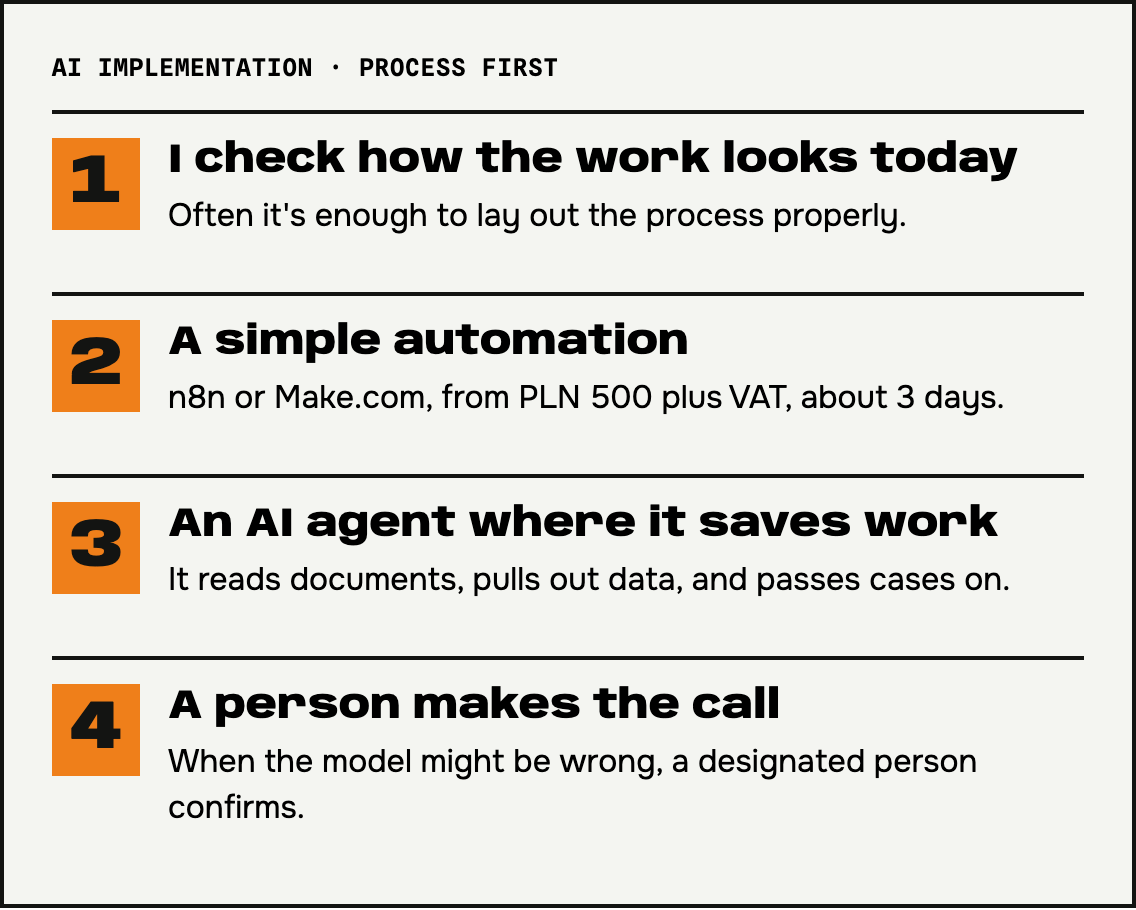 AI IMPLEMENTATION · PROCESS FIRST
1
I check how the work looks today
Often it's enough to lay out the process properly.
2
A simple automation
n8n or Make.com, from PLN 500 plus VAT, about 3 days.
3
An AI agent where it saves work
It reads documents, pulls out data, and passes cases on.
4
A person makes the call
When the model might be wrong, a designated person
confirms.